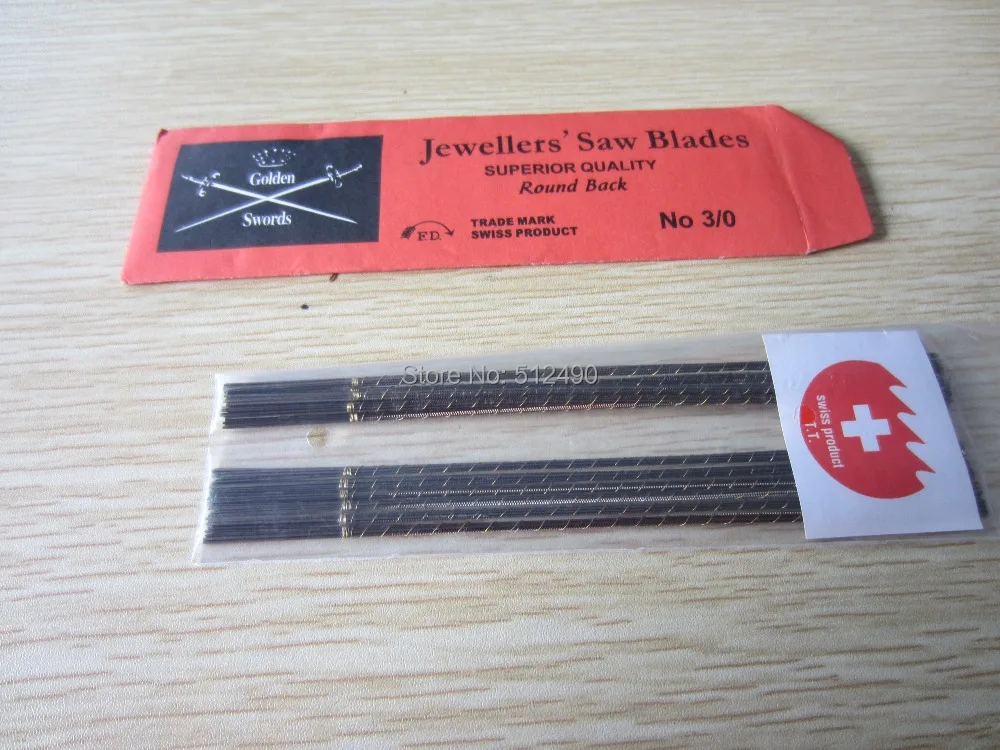 Golden
Swords
Jewellers' Saw Blades
SUPERIOR QUALITY
Round Back
F.D.
TRADE MARK
SWISS PRODUCT
No 3/0
Store No: 512490
swiss product
T.T.